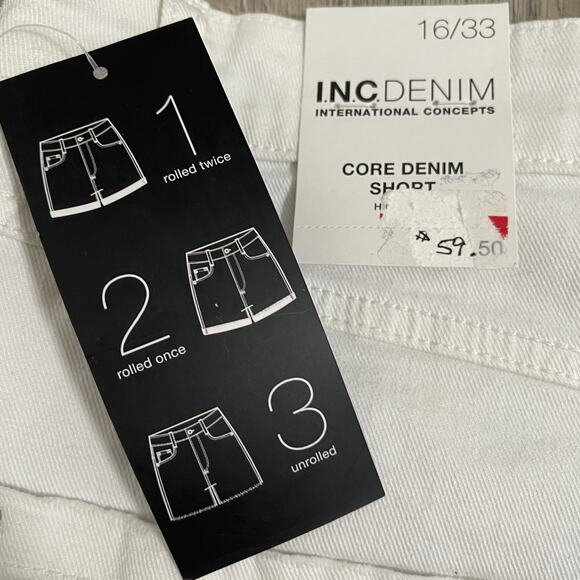 1
rolled twice
2
rolled once
3
unrolled
16/33
I.N.C.DENIM
INTERNATIONAL CONCEPTS
CORE DENIM
SHORT
$59.50